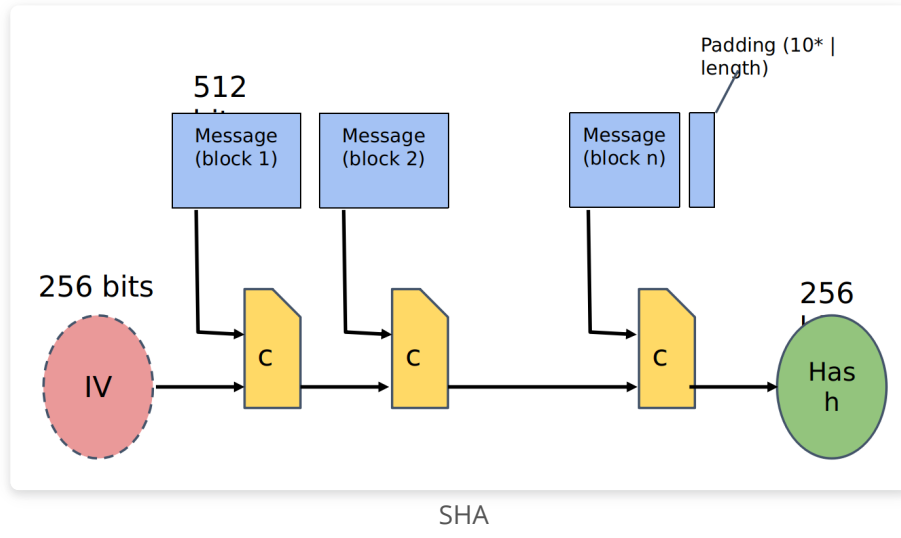 Padding (10* |
length)
512
Message
(block 1)
Message
(block 2)
Message
(block n)
256 bits
256
C
C
C
IV
Has
h
SHA